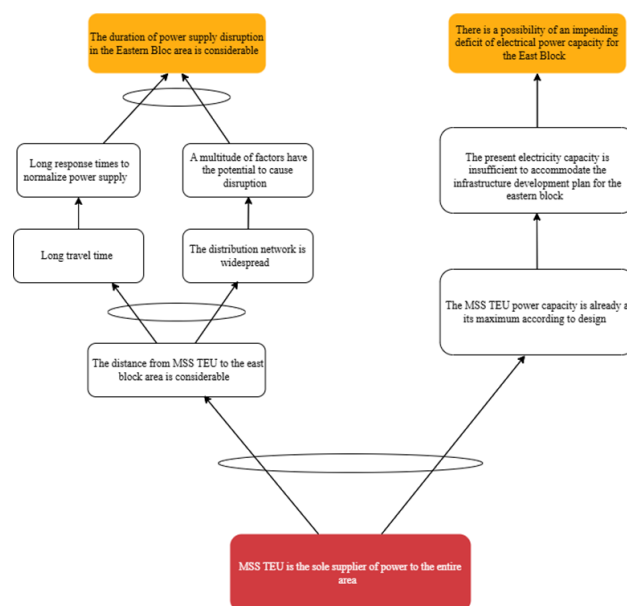 The duration of power supply disruption
in the Eastern Bloc area is considerable
There is a possibility of an impending
deficit of electrical power capacity for
the East Block
Long response times to
normalize power supply
A multitude of factors have
the potential to cause
disruption
The present electricity capacity is
insufficient to accommodate the
infrastructure development plan for the
eastern block
Long travel time
The distribution network is
widespread
The MSS TEU power capacity is already a
its maximum according to design
The distance from MSS TEU to the east
block area is considerable
MSS TEU is the sole supplier of power to the entire
area